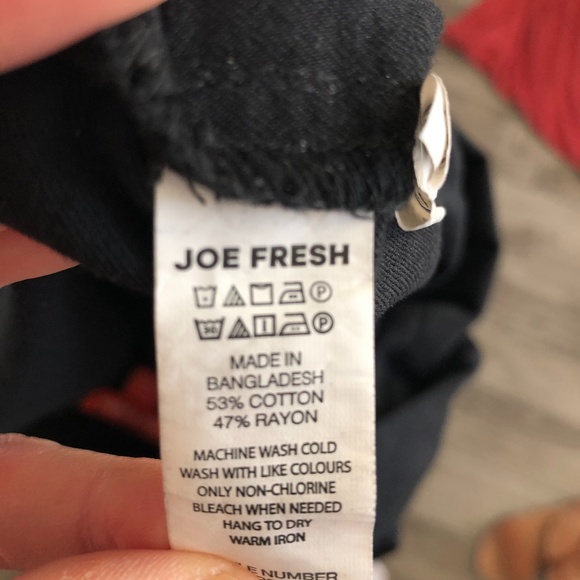 JOE FRESH
MADE IN
BANGLADESH
53% COTTON
47% RAYON
MACHINE WASH COLD
WASH WITH LIKE COLOURS
ONLY NON-CHLORINE
BLEACH WHEN NEEDED
HANG TO DRY
WARM IRON
NUMBER